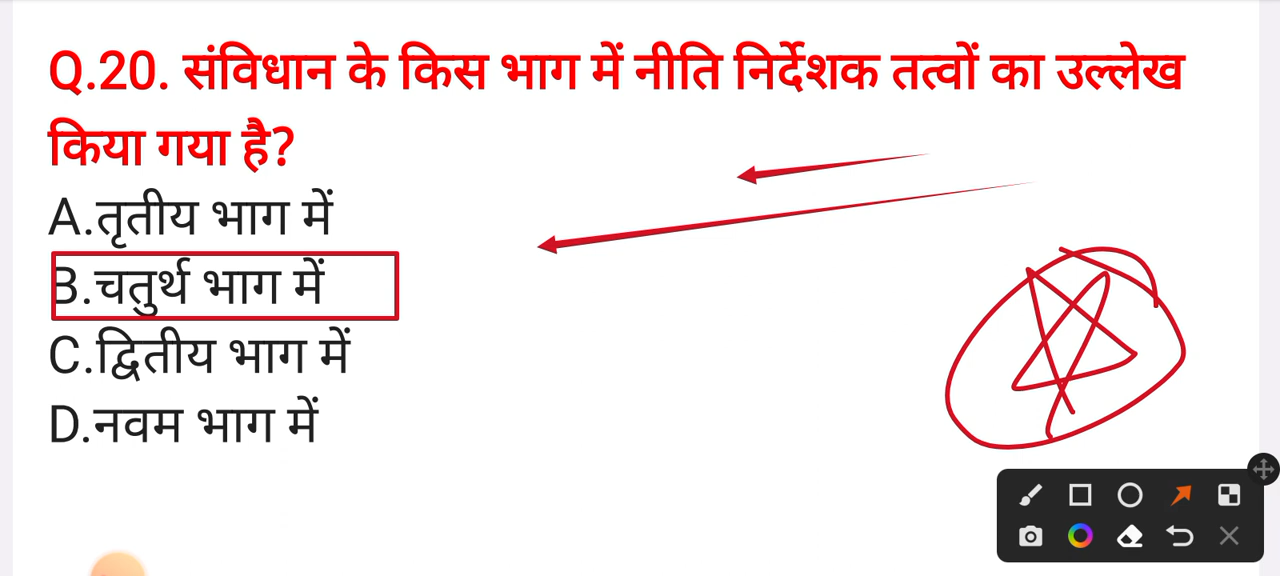 Q.20. संविधान के किस भाग में नीति निर्देशक तत्वों का उल्लेख
किया गया है?
A.तृतीय भाग में
B.चतुर्थ भाग में
C.द्वितीय भाग में
D.नवम भाग में